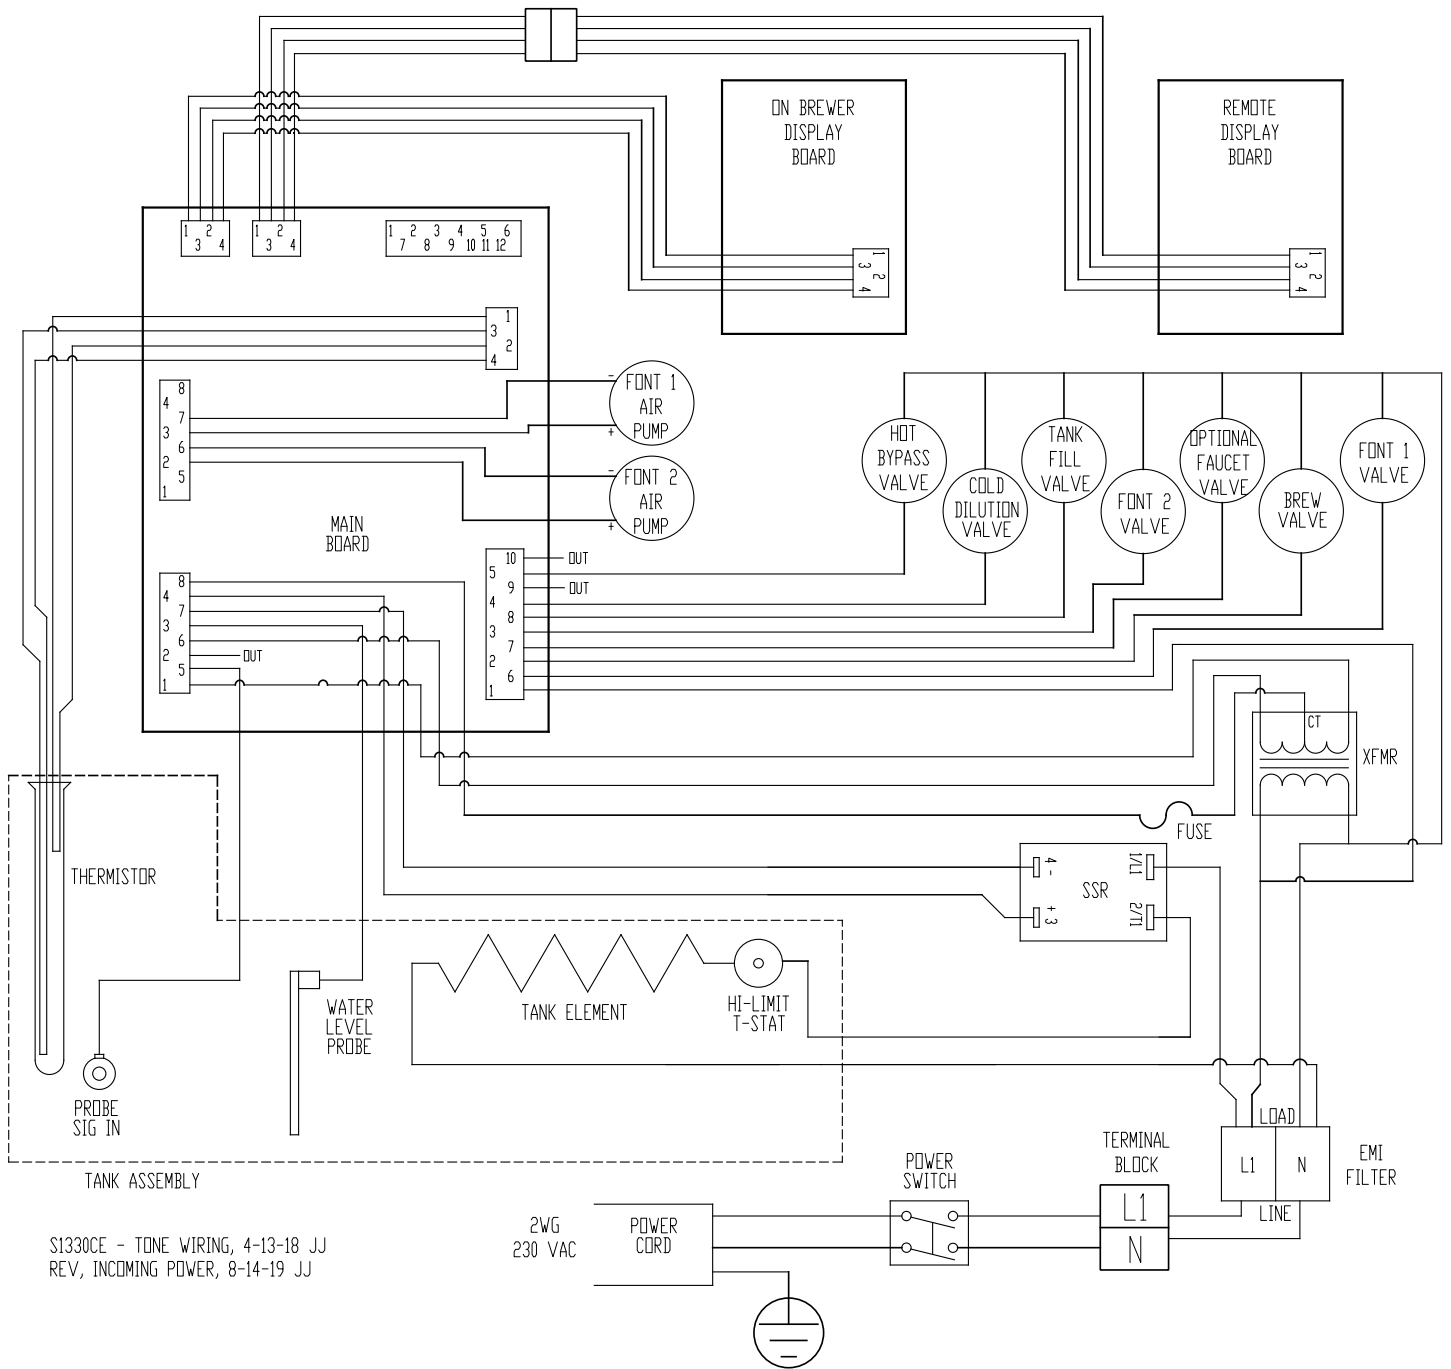 ON BREWER
DISPLAY
BOARD
REMOTE
DISPLAY
BOARD
1 2
3 4
1 2
3 4
1 2 3 4 5 6
7 8 9 10 11 12
1
3
2
4
1
3
2
4
1
3
2
4
8
4
7
3
6
2
5
1
- FONT 1
AIR
+ PUMP
- FONT 2
AIR
+ PUMP
HOT
BYPASS
VALVE
COLD
DILUTION
VALVE
TANK
FILL
VALVE
FONT 2
VALVE
OPTIONAL
FAUCET
VALVE
BREW
VALVE
FONT 1
VALVE
MAIN
BOARD
10 OUT
5
9 OUT
4
8
3
7
2
6
1
8
4
7
3
6
2 OUT
5
1
CT
XFMR
FUSE
4 -
+ 3
SSR
1/L1
2/T1
THERMISTOR
TANK ELEMENT
HI-LIMIT
T-STAT
WATER
LEVEL
PROBE
PROBE
SIG IN
TANK ASSEMBLY
LOAD
L1 N
LINE
EMI
FILTER
TERMINAL
BLOCK
L1
N
POWER
SWITCH
2WG
230 VAC
POWER
CORD
S1330CE - TONE WIRING, 4-13-18 JJ
REV, INCOMING POWER, 8-14-19 JJ